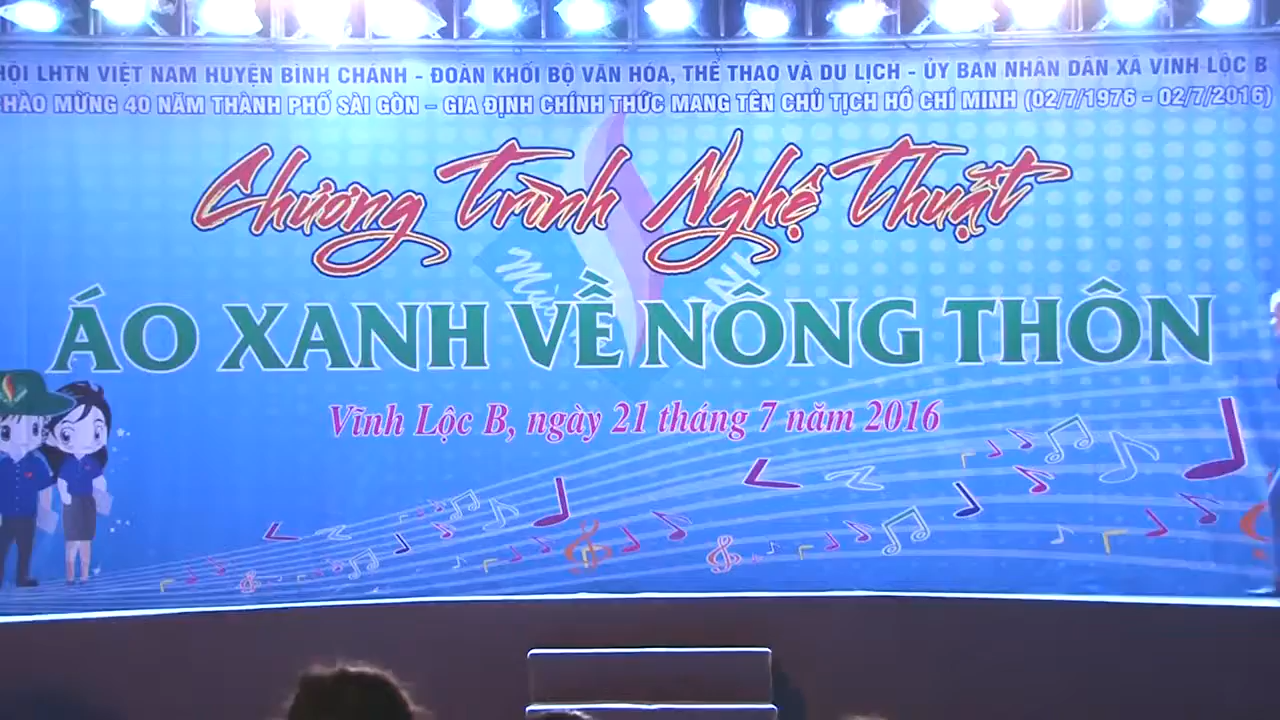 HỘI LHTN VIỆT NAM HUYỆN BÌNH CHÁNH - ĐOÀN KHỐI BỘ VĂN HÓA, THỂ THAO VÀ DU LỊCH - ỦY BAN NHÂN DÂN XÃ VĨNH LỘC B
CHÀO MỪNG 40 NĂM THÀNH PHỐ SÀI GÒN – GIA ĐỊNH CHÍNH THỨC MANG TÊN CHỦ TỊCH HỒ CHÍ MINH (02/7/1976 - 02/7/2016)
Chương Trình Nghệ Thuật
ÁO XANH VỀ NÔNG THÔN
Vĩnh Lộc B, ngày 21 tháng 7 năm 2016